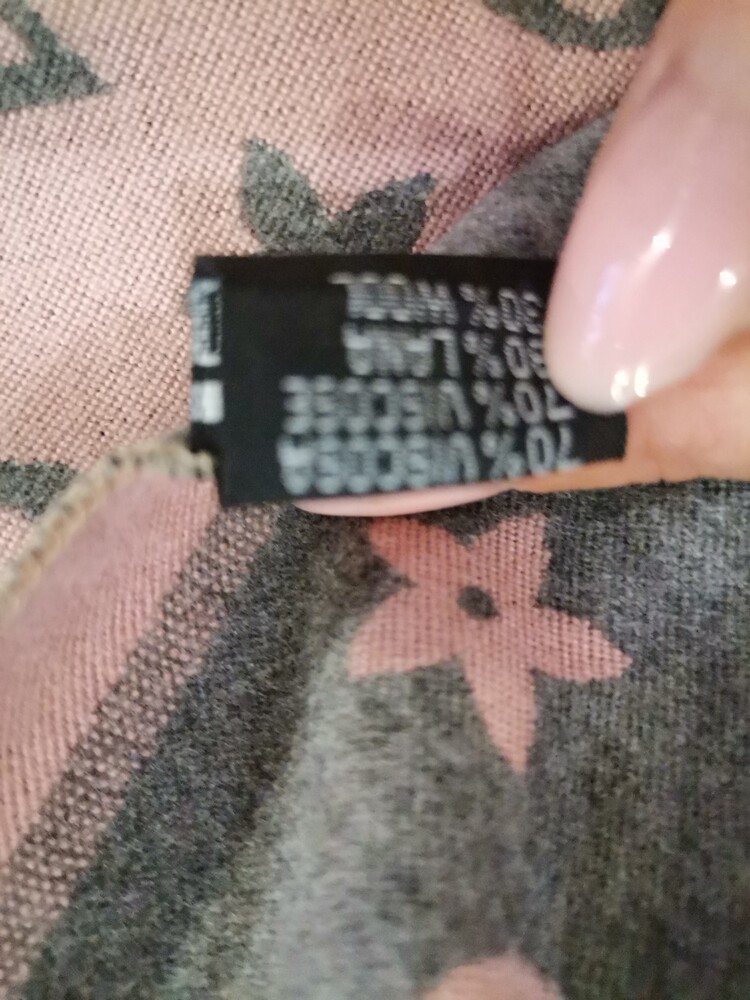 70% VISCOSA
70% VISCOSE
30% LANA
30% WOOL